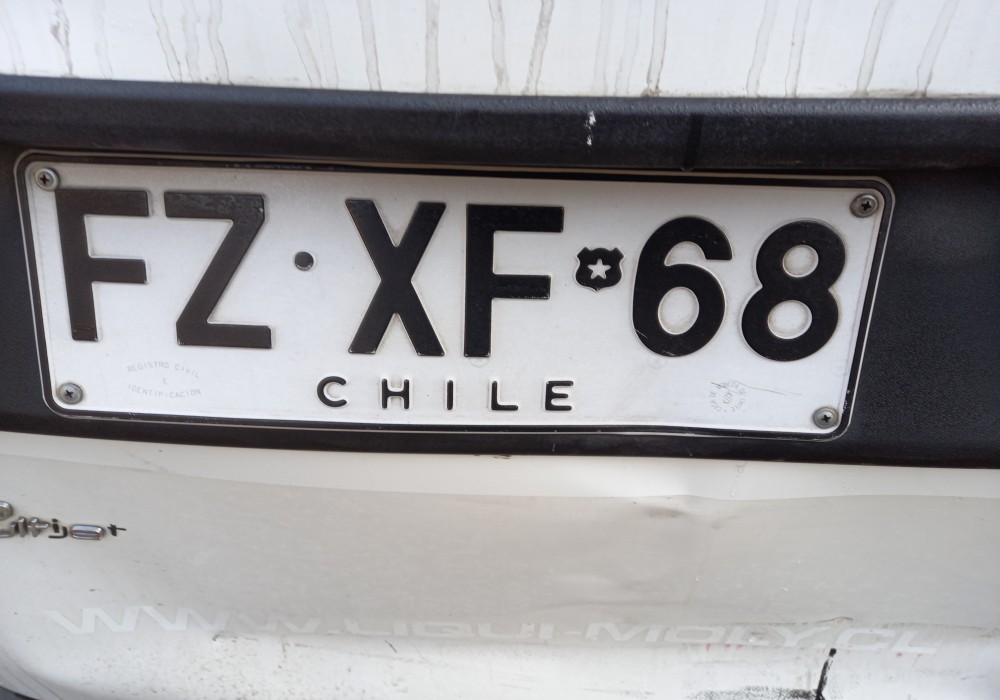 FZ·XF 68
REGISTRO CIVIL
E
IDENTIFICACION
CHILE
WWW.LIQUI-MOLY.CL